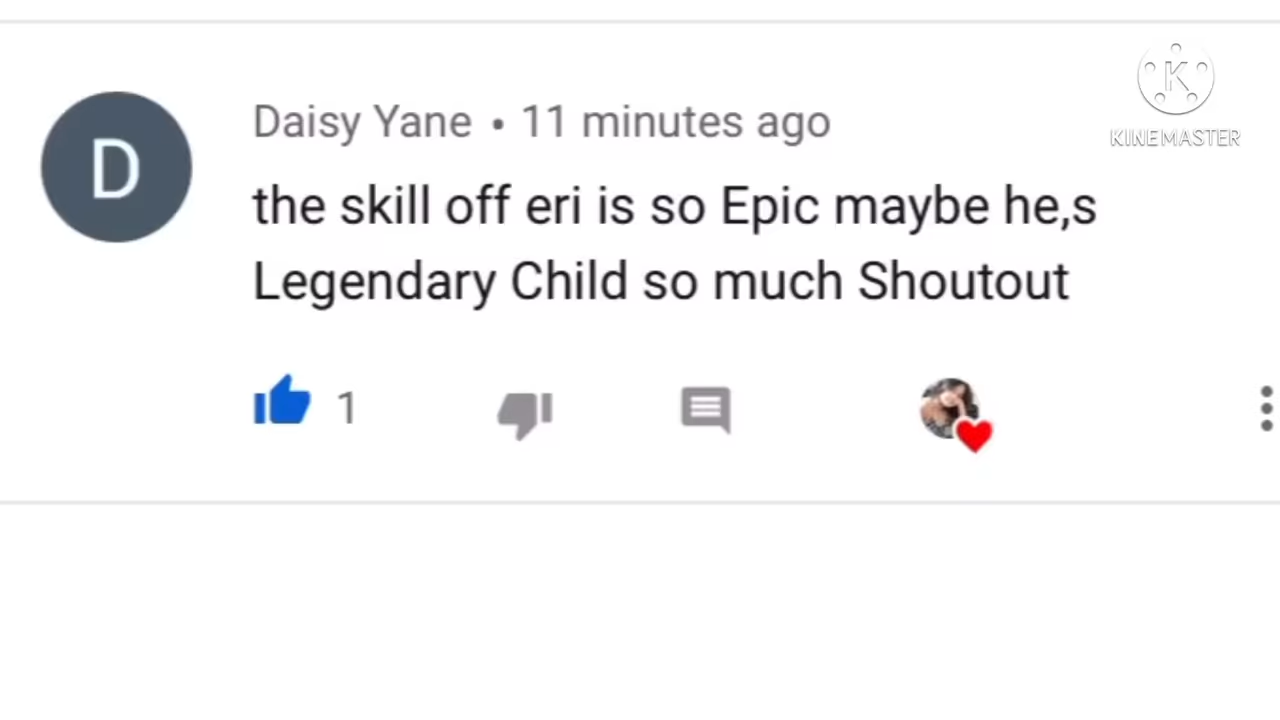 K
KINEMASTER
D
Daisy Yane • 11 minutes ago
the skill off eri is so Epic maybe he,s
Legendary Child so much Shoutout
1